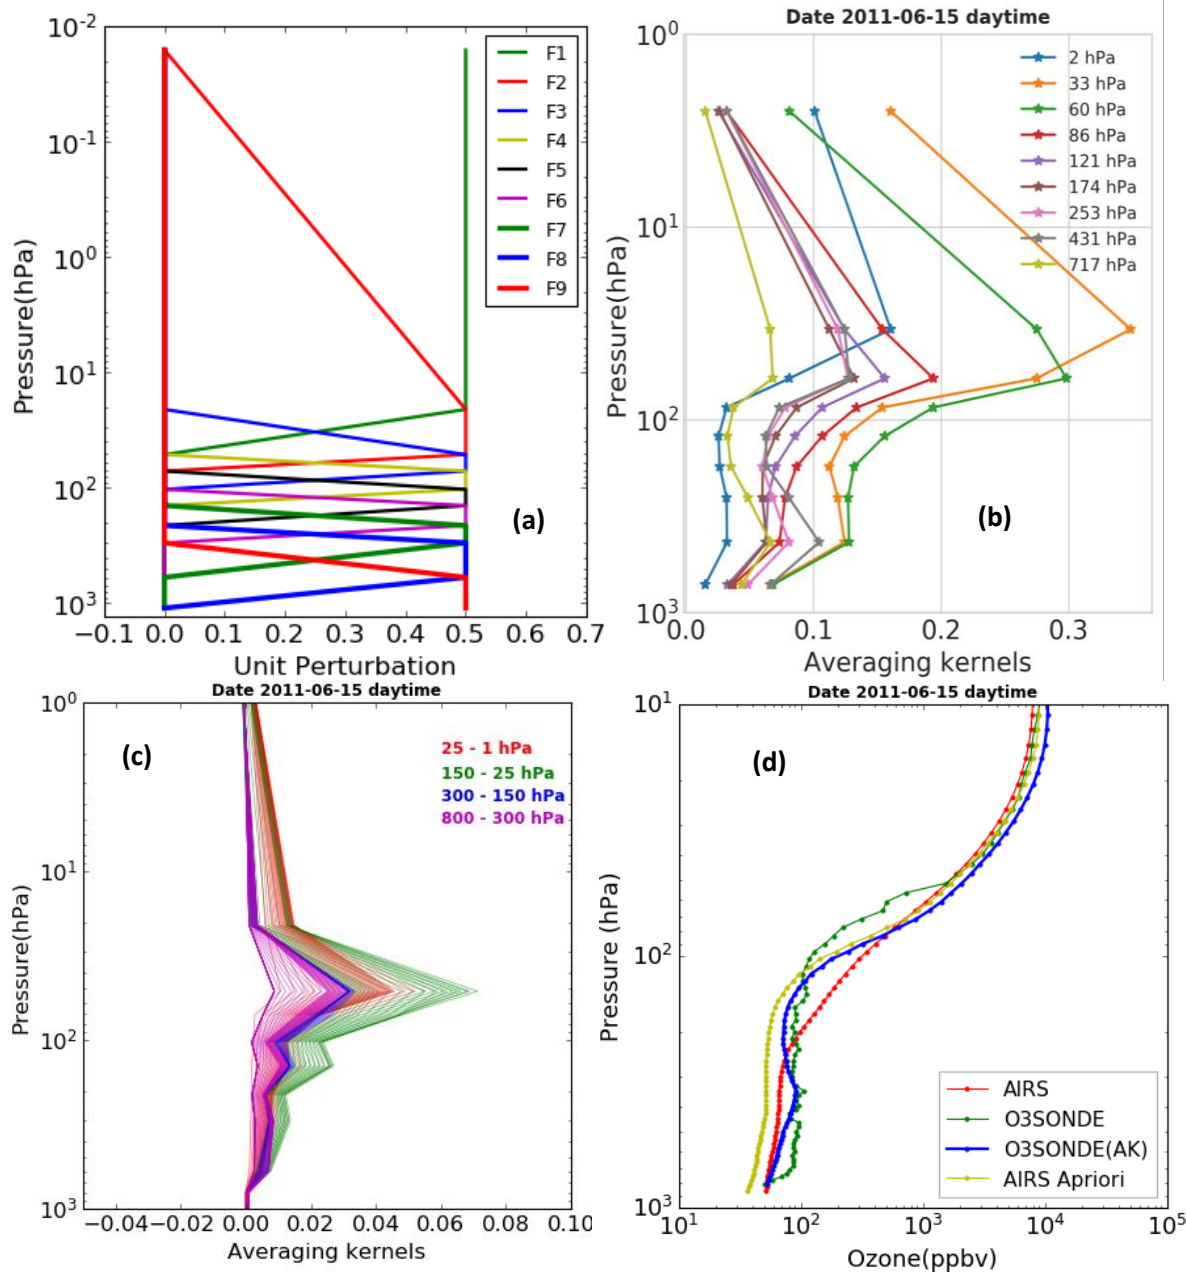 10^-2
10^-1
10^0
10^1
10^2
10^3
Pressure(hPa)
−0.1 0.0 0.1 0.2 0.3 0.4 0.5 0.6 0.7
Unit Perturbation
F1
F2
F3
F4
F5
F6
F7
F8
F9
(a)
Date 2011-06-15 daytime
10^0
10^1
10^2
10^3
Pressure(hPa)
0.0 0.1 0.2 0.3
Averaging kernels
2 hPa
33 hPa
60 hPa
86 hPa
121 hPa
174 hPa
253 hPa
431 hPa
717 hPa
(b)
Date 2011-06-15 daytime
10^0
10^1
10^2
10^3
Pressure(hPa)
−0.04−0.02 0.00 0.02 0.04 0.06 0.08 0.10
Averaging kernels
(c)
25 - 1 hPa
150 - 25 hPa
300 - 150 hPa
800 - 300 hPa
Date 2011-06-15 daytime
10^1
10^2
10^3
Pressure (hPa)
10^1 10^2 10^3 10^4 10^5
Ozone(ppbv)
(d)
AIRS
O3SONDE
O3SONDE(AK)
AIRS Apriori